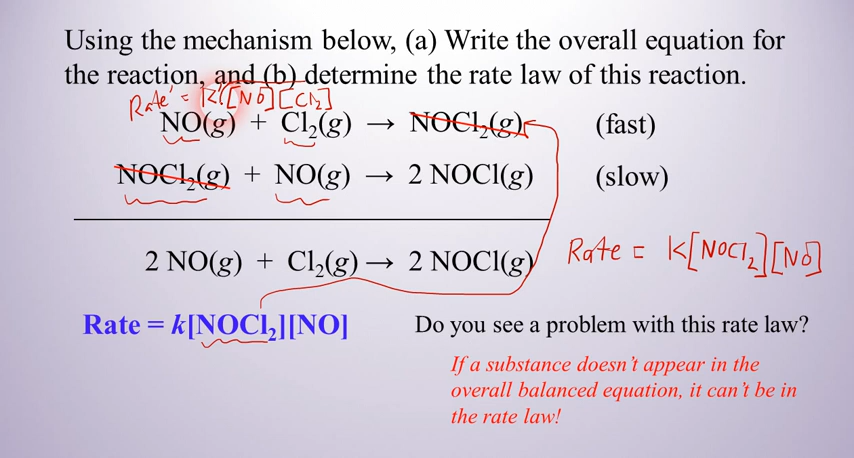 Using the mechanism below, (a) Write the overall equation for
the reaction, and (b) determine the rate law of this reaction.
Rate' = k'[NO][Cl₂]
NO(g) + Cl₂(g) → NOCl₂(g) (fast)
NOCl₂(g) + NO(g) → 2 NOCl(g) (slow)
2 NO(g) + Cl₂(g) → 2 NOCl(g)
Rate = k[NOCl₂][NO]
Rate = k[NOCl₂][NO]
Do you see a problem with this rate law?
If a substance doesn't appear in the
overall balanced equation, it can't be in
the rate law!